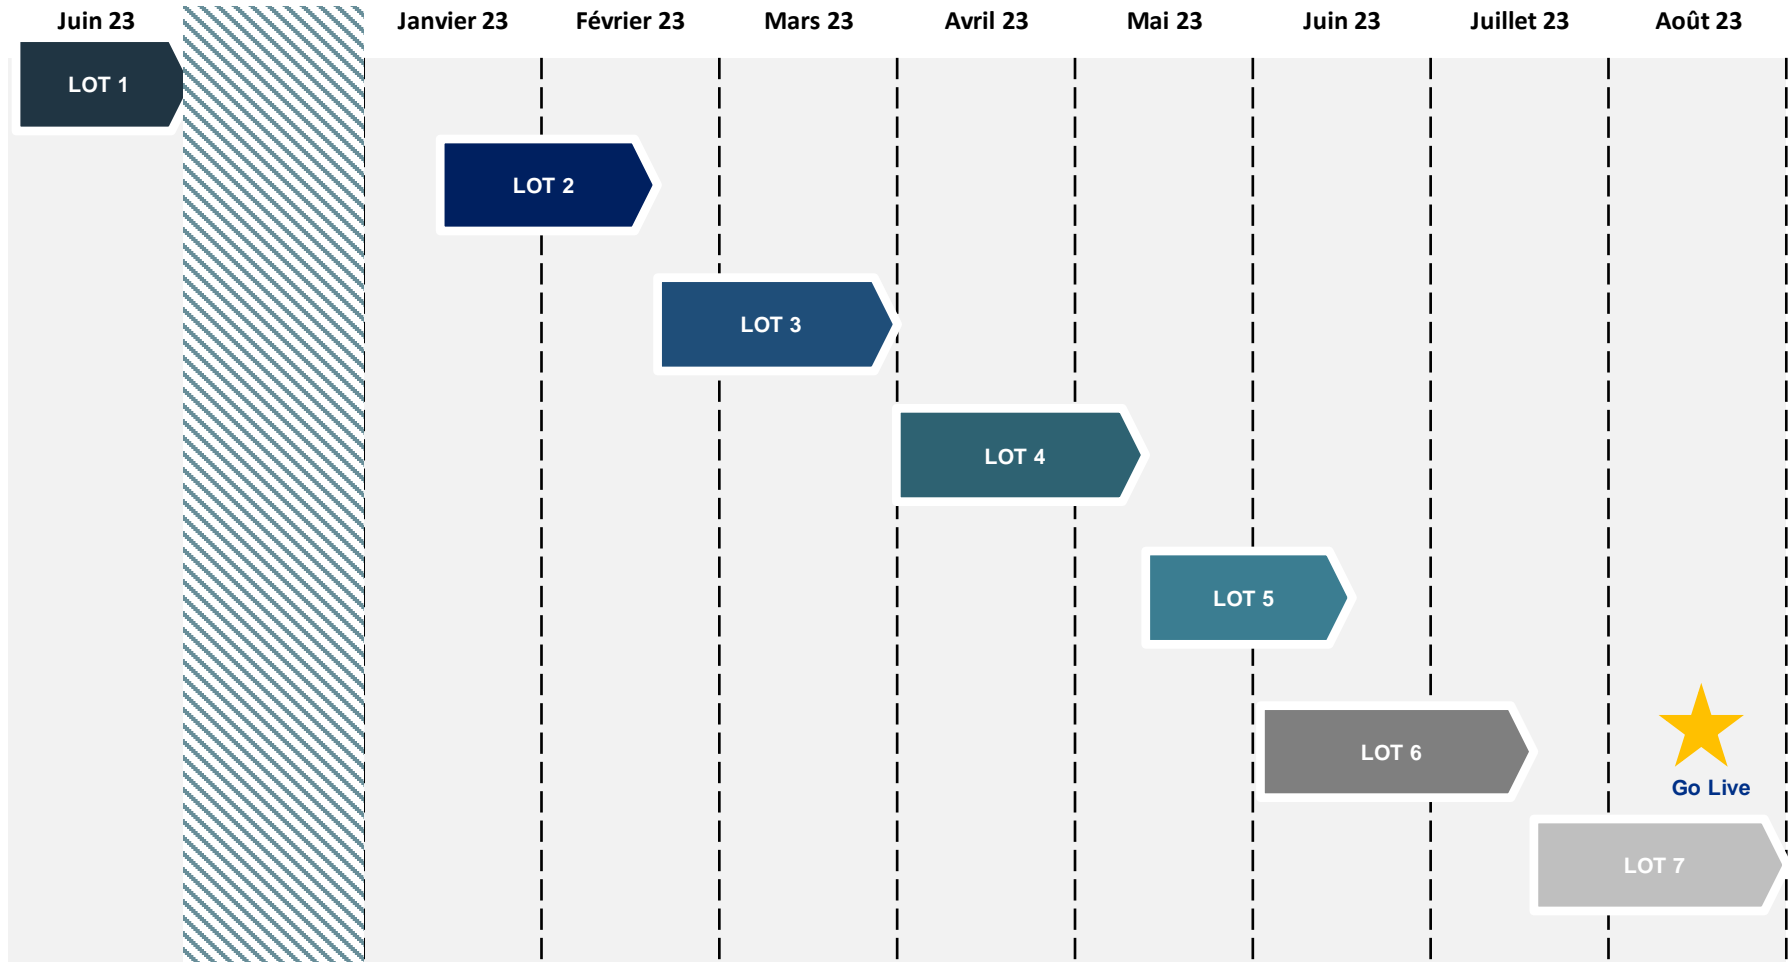 Juin 23
Janvier 23
Février 23
Mars 23
Avril 23
Mai 23
Juin 23
Juillet 23
Août 23
LOT 1
LOT 2
LOT 3
LOT 4
LOT 5
LOT 6
Go Live
LOT 7